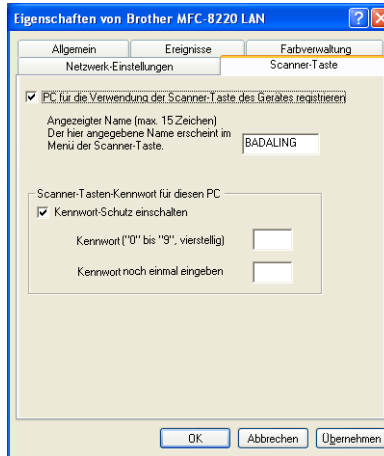 Eigenschaften von Brother MFC-8220 LAN
Allgemein Ereignisse Farbverwaltung
Netzwerk-Einstellungen Scanner-Taste
PC für die Verwendung der Scanner-Taste des Gerätes registrieren
Angezeigter Name (max. 15 Zeichen)
Der hier angegebene Name erscheint im
Menü der Scanner-Taste.
BADALING
Scanner-Tasten-Kennwort für diesen PC
Kennwort-Schutz einschalten
Kennwort ("0" bis "9", vierstellig)
Kennwort noch einmal eingeben
OK Abbrechen Übernehmen